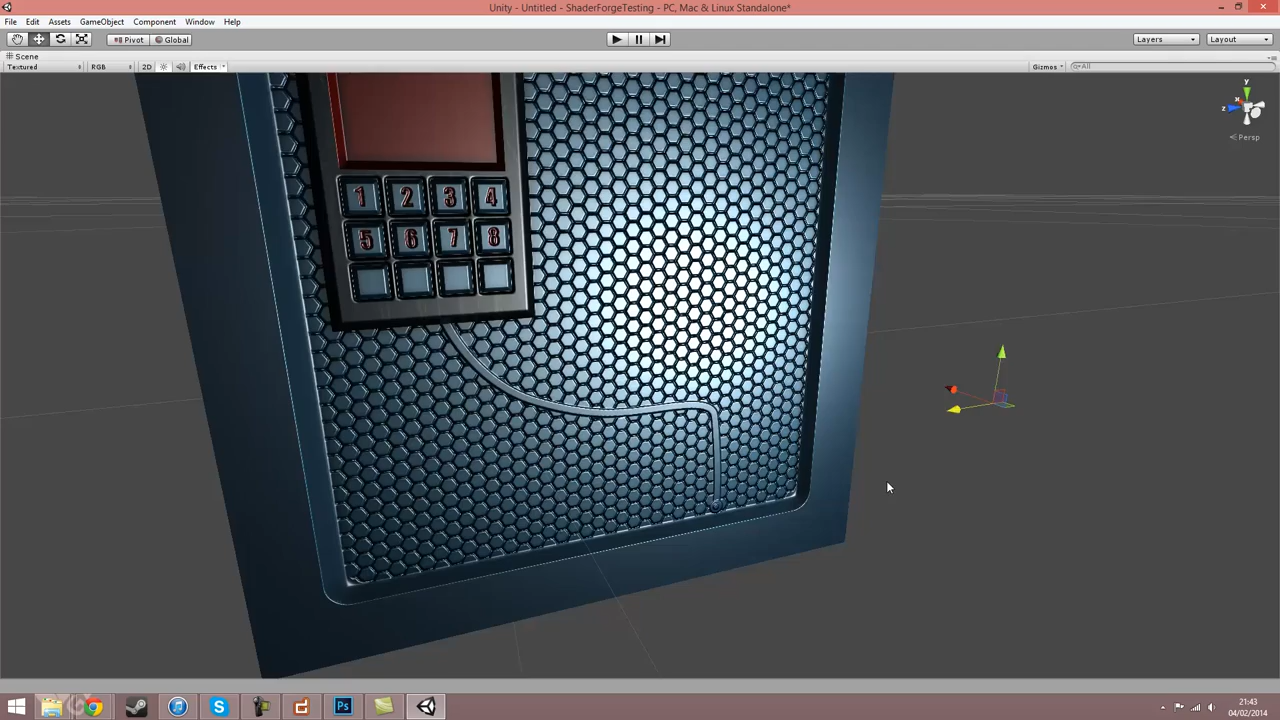 Unity - Untitled - ShaderForgeTesting - PC, Mac & Linux Standalone*
File Edit Assets GameObject Component Window Help
Pivot Global Layers Layout
Scene
Textured RGB 2D Effects Gizmos All
y
x
z
Persp
1 2 3 4
5 6 7 8
Ps
21:43
04/02/2014